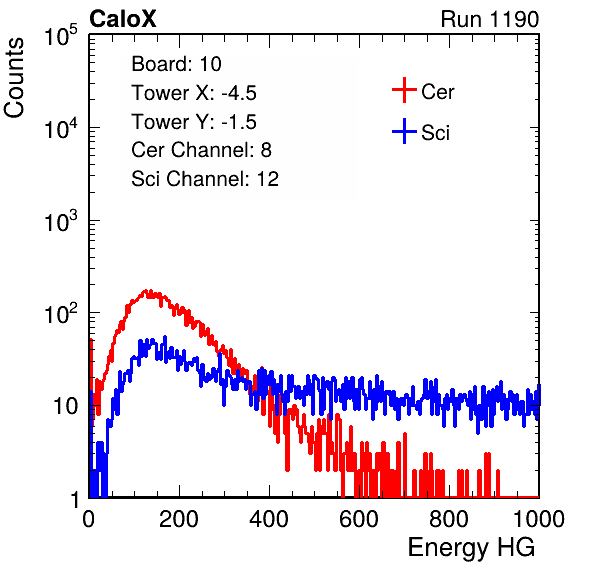 CaloX Run 1190
Counts
10^5
10^4
10^3
10^2
10
1
Board: 10
Tower X: -4.5
Tower Y: -1.5
Cer Channel: 8
Sci Channel: 12
Cer
Sci
0 200 400 600 800 1000
Energy HG